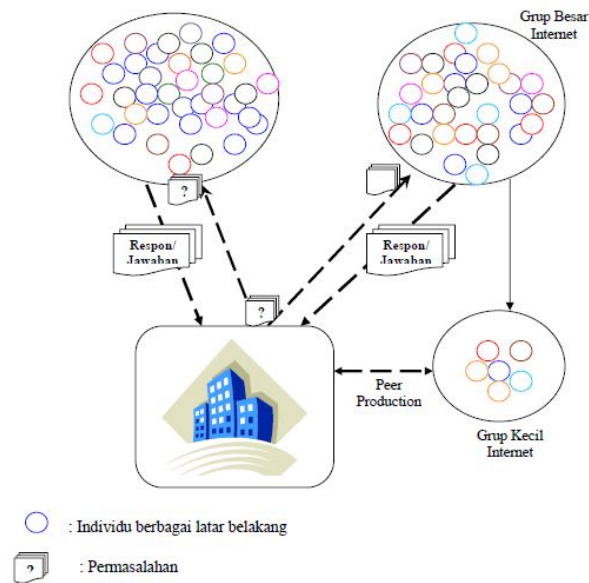 Grup Besar
Internet
?
Respon/
Jawaban
Respon/
Jawaban
?
Peer
Production
Grup Kecil
Internet
: Individu berbagai latar belakang
?
: Permasalahan